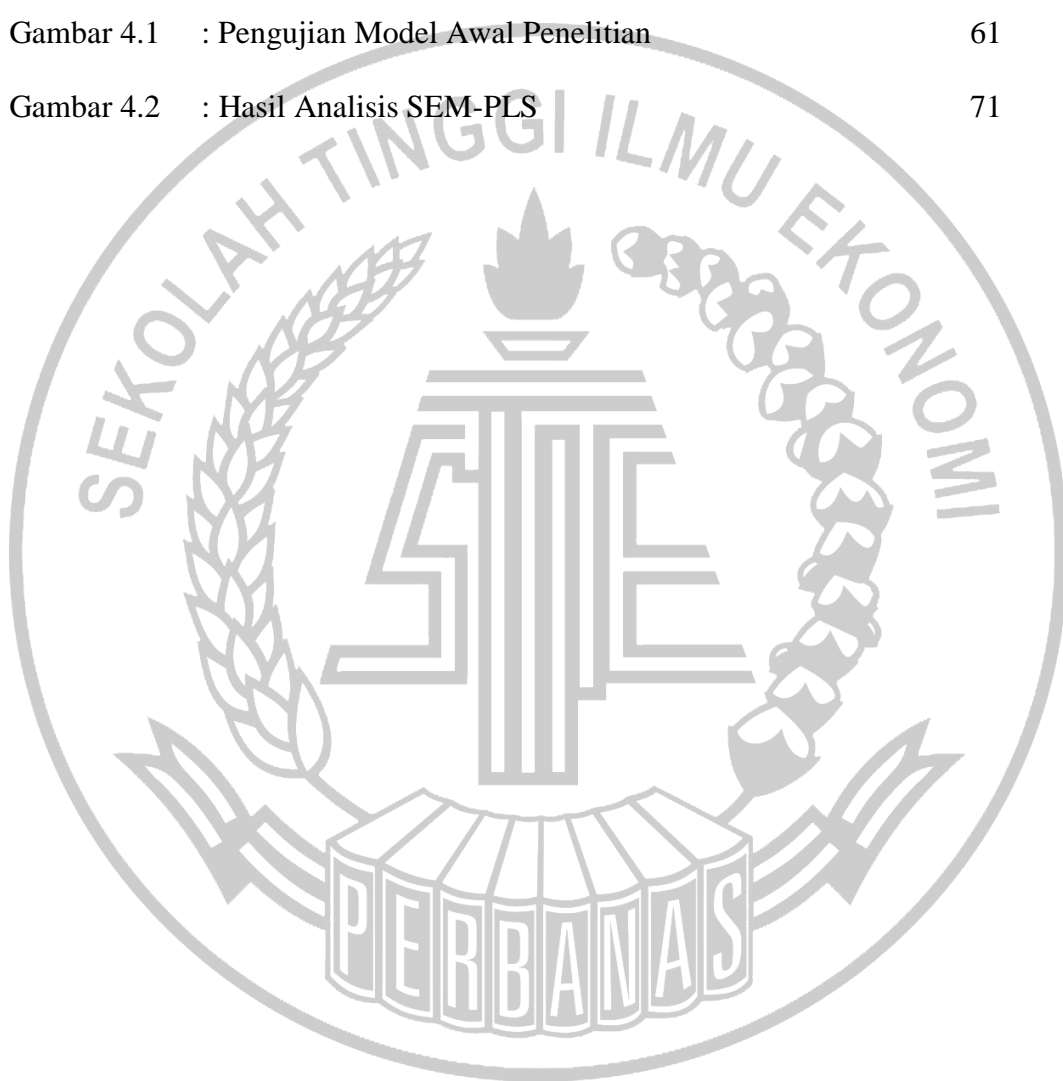 Gambar 4.1 : Pengujian Model Awal Penelitian 61
Gambar 4.2 : Hasil Analisis SEM-PLS 71
SEKOLAH TINGGI ILMU EKONOMI
STIE
PERBANAS